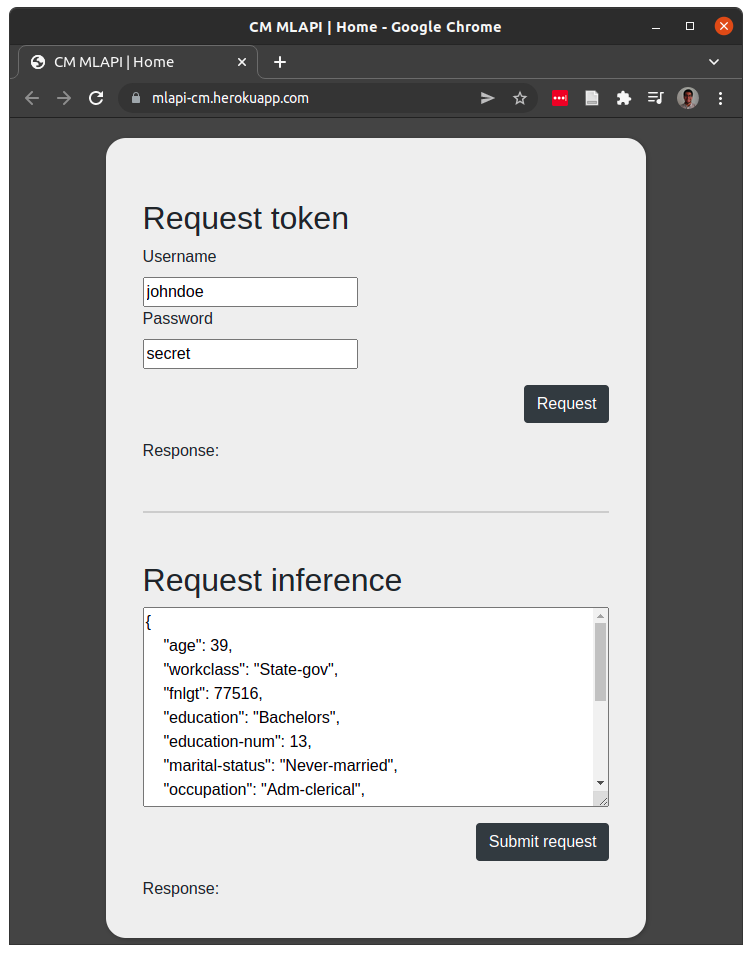 CM MLAPI | Home - Google Chrome
CM MLAPI | Home
mlapi-cm.herokuapp.com
Request token
Username
johndoe
Password
secret
Request
Response:
Request inference
{
"age": 39,
"workclass": "State-gov",
"fnlgt": 77516,
"education": "Bachelors",
"education-num": 13,
"marital-status": "Never-married",
"occupation": "Adm-clerical",
Submit request
Response: